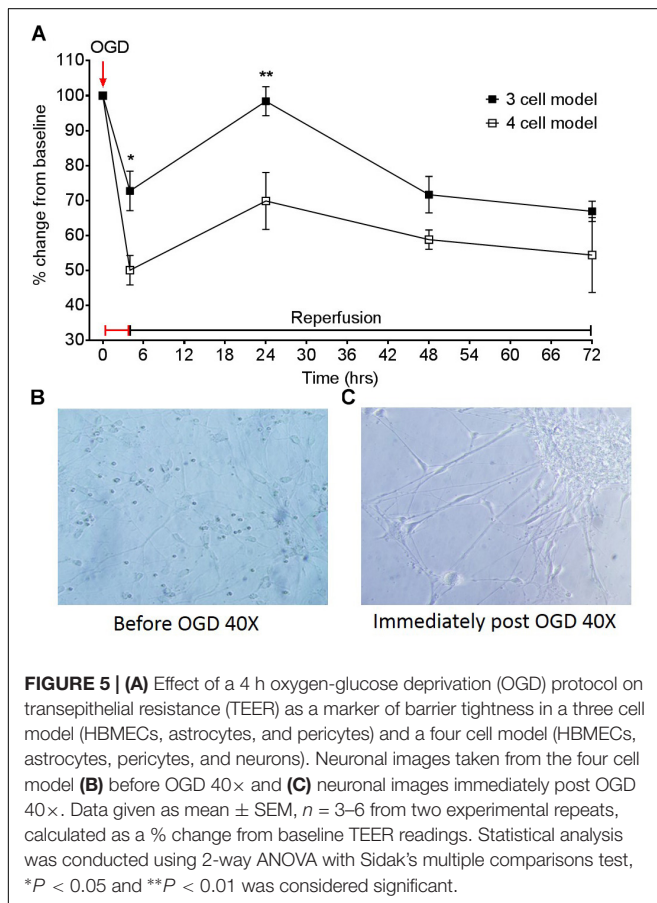 A
OGD
110
100
90
80
70
60
50
40
30
% change from baseline
*
**
3 cell model
4 cell model
Reperfusion
0 6 12 18 24 30 36 42 48 54 60 66 72
Time (hrs)
B
C
Before OGD 40X
Immediately post OGD 40X
FIGURE 5 | (A) Effect of a 4 h oxygen-glucose deprivation (OGD) protocol on
transepithelial resistance (TEER) as a marker of barrier tightness in a three cell
model (HBMECs, astrocytes, and pericytes) and a four cell model (HBMECs,
astrocytes, pericytes, and neurons). Neuronal images taken from the four cell
model (B) before OGD 40× and (C) neuronal images immediately post OGD
40×. Data given as mean ± SEM, n = 3–6 from two experimental repeats,
calculated as a % change from baseline TEER readings. Statistical analysis
was conducted using 2-way ANOVA with Sidak's multiple comparisons test,
*P < 0.05 and **P < 0.01 was considered significant.